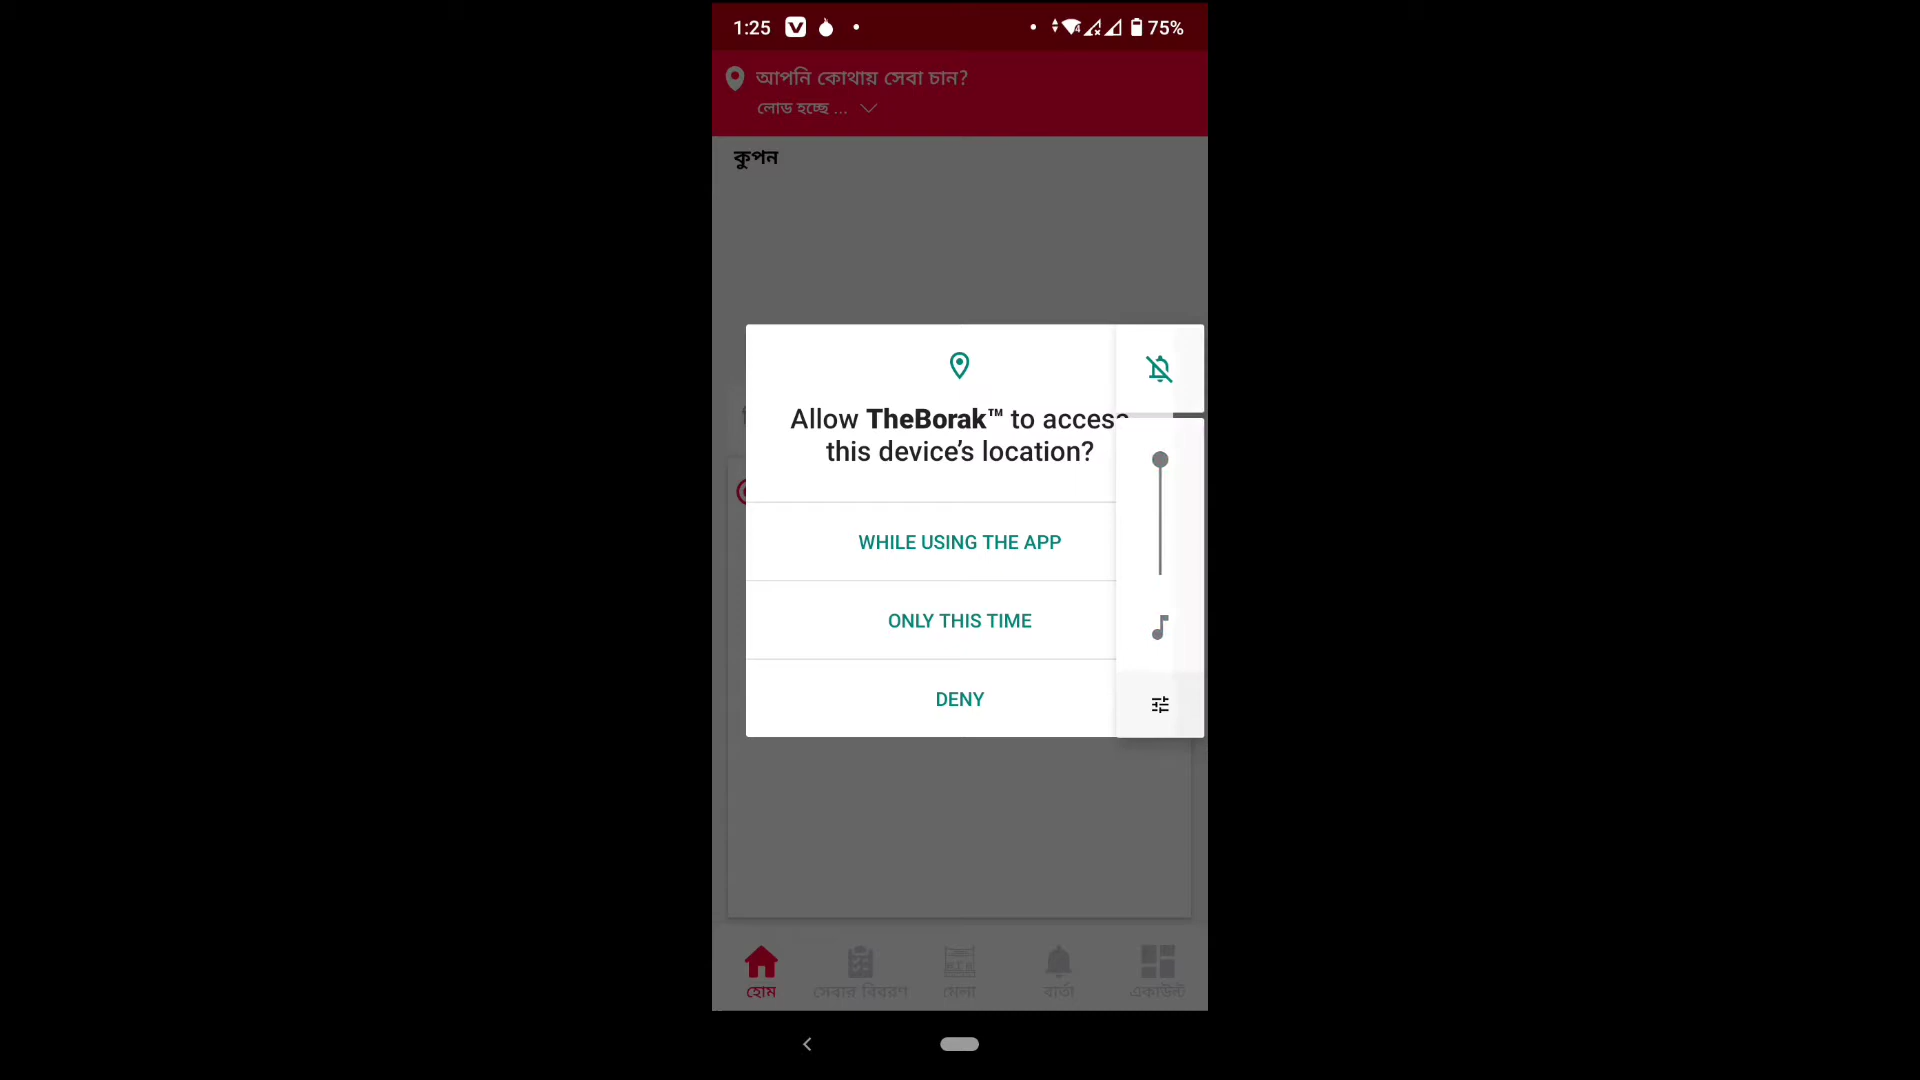 1:25
75%
আপনি কোথায় সেবা চান?
লোড হচ্ছে ...
কুপন
Allow TheBorak™ to access
this device’s location?
WHILE USING THE APP
ONLY THIS TIME
DENY
হোম
সেবার বিবরণ
মেলা
বার্তা
একাউন্ট